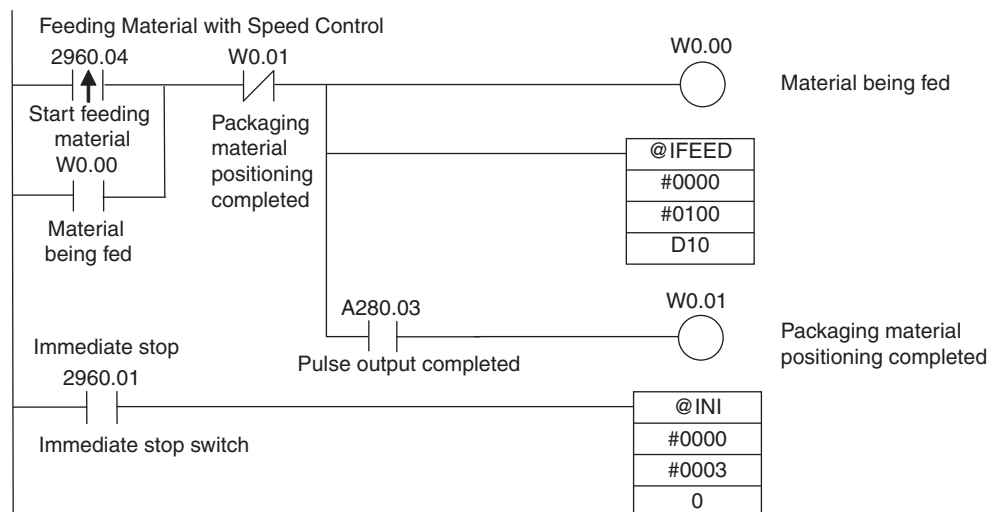 Feeding Material with Speed Control
2960.04
W0.01
W0.00
Material being fed
Start feeding
material
Packaging
material
positioning
completed
W0.00
Material
being fed
@IFEED
#0000
#0100
D10
A280.03
W0.01
Pulse output completed
Packaging material
positioning completed
Immediate stop
2960.01
Immediate stop switch
@INI
#0000
#0003
0